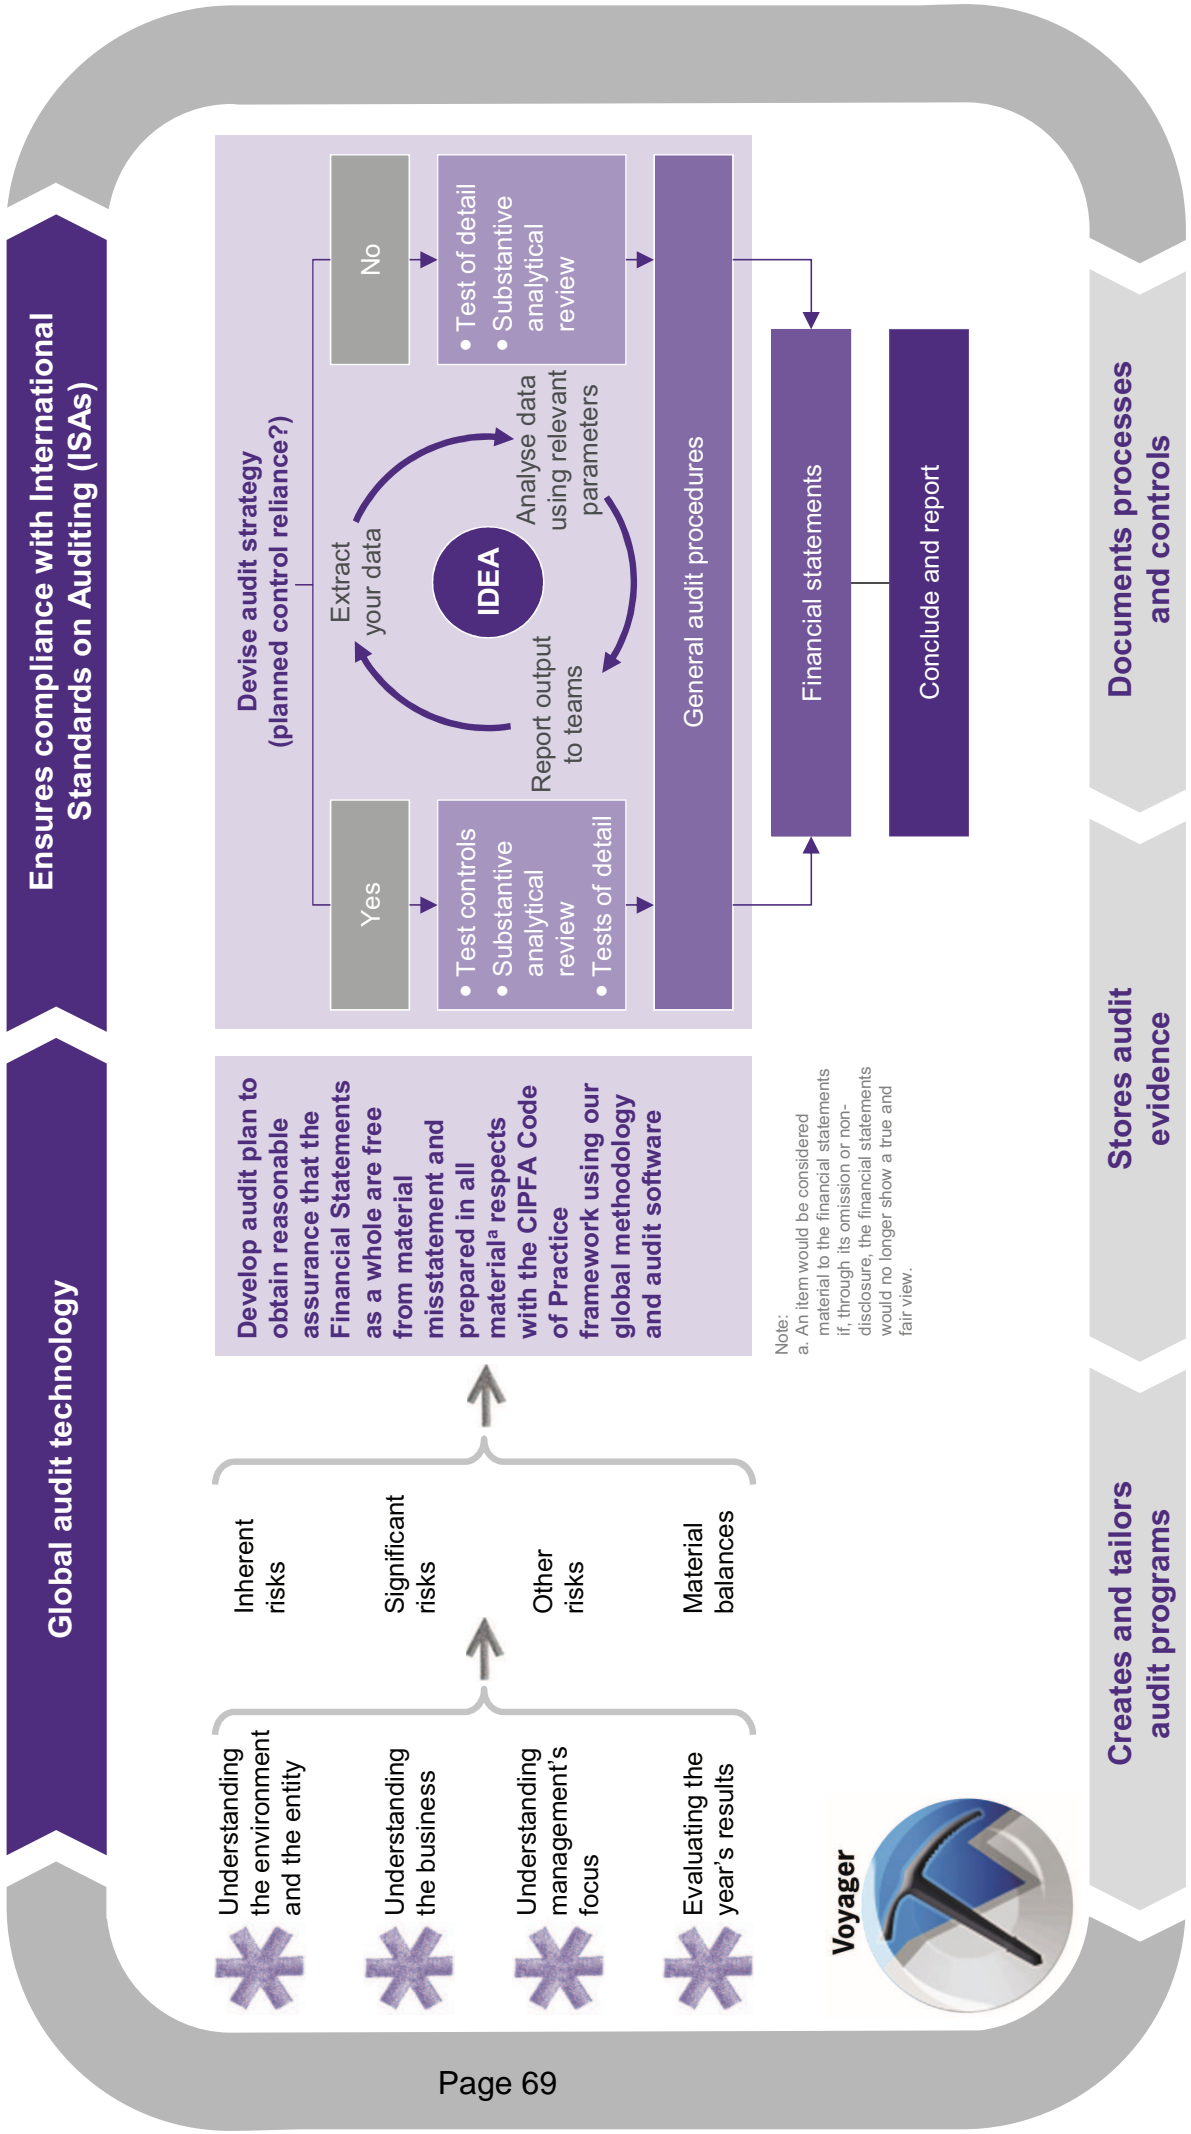 Global audit technology
Ensures compliance with International
Standards on Auditing (ISAs)
Understanding
the environment
and the entity
Understanding
the business
Understanding
management’s
focus
Evaluating the
year’s results
Inherent
risks
Significant
risks
Other
risks
Material
balances
Develop audit plan to
obtain reasonable
assurance that the
Financial Statements
as a whole are free
from material
misstatement and
prepared in all
materialª respects
with the CIPFA Code
of Practice
framework using our
global methodology
and audit software
Note:
a. An item would be considered
material to the financial statements
if, through its omission or non-
disclosure, the financial statements
would no longer show a true and
fair view.
Devise audit strategy
(planned control reliance?)
Yes
No
• Test controls
• Substantive
analytical
review
• Tests of detail
Extract
your data
Analyse data
using relevant
parameters
Report output
to teams
IDEA
• Test of detail
• Substantive
analytical
review
General audit procedures
Financial statements
Conclude and report
Voyager
Creates and tailors
audit programs
Stores audit
evidence
Documents processes
and controls
Page 69